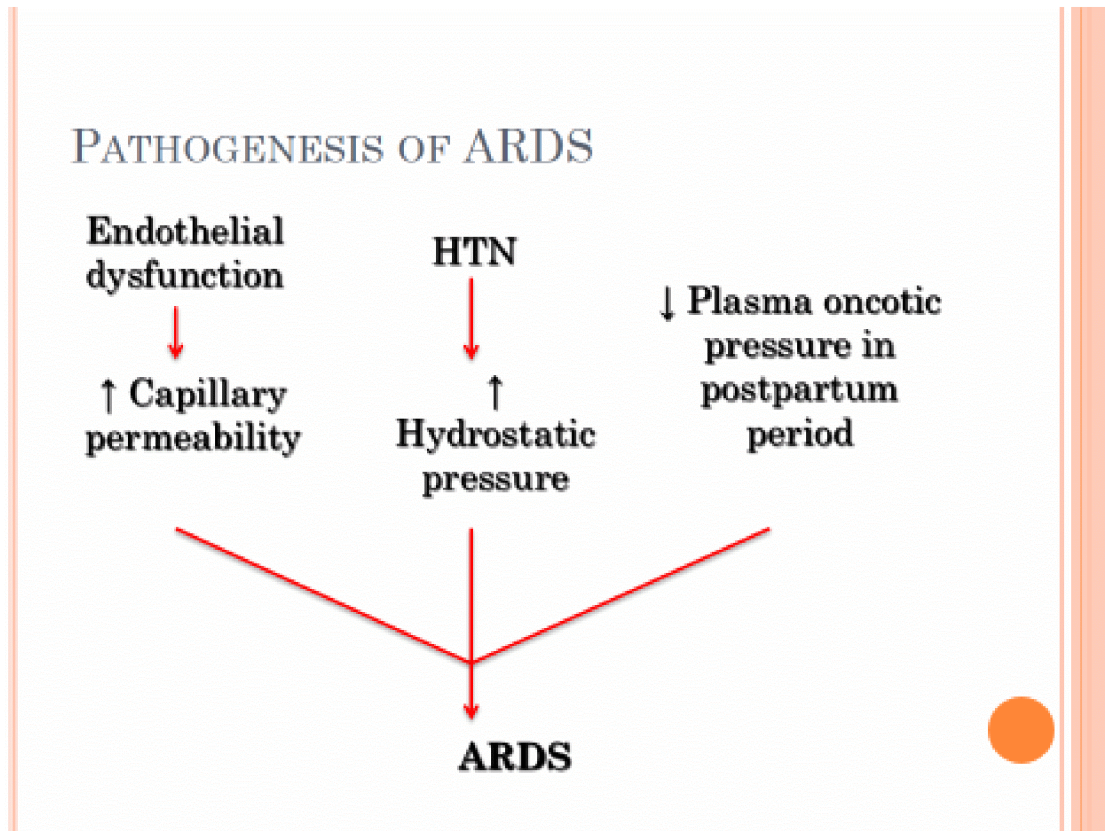 PATHOGENESIS OF ARDS
Endothelial
dysfunction
↑ Capillary
permeability
HTN
↑
Hydrostatic
pressure
↓ Plasma oncotic
pressure in
postpartum
period
ARDS